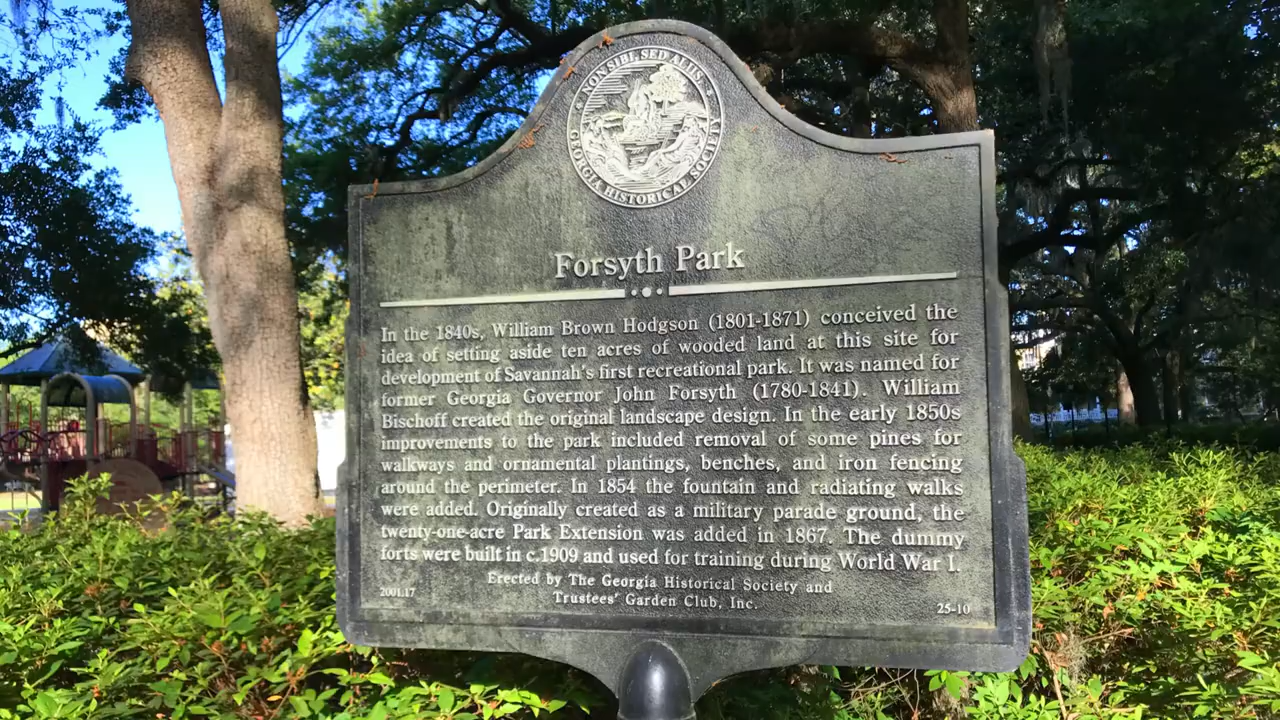 NON SIBI, SED ALIIS
GEORGIA HISTORICAL SOCIETY
Forsyth Park
In the 1840s, William Brown Hodgson (1801-1871) conceived the
idea of setting aside ten acres of wooded land at this site for
development of Savannah's first recreational park. It was named for
former Georgia Governor John Forsyth (1780-1841). William
Bischoff created the original landscape design. In the early 1850s
improvements to the park included removal of some pines for
walkways and ornamental plantings, benches, and iron fencing
around the perimeter. In 1854 the fountain and radiating walks
were added. Originally created as a military parade ground, the
twenty-one-acre Park Extension was added in 1867. The dummy
forts were built in c.1909 and used for training during World War I.
Erected by The Georgia Historical Society and
Trustees' Garden Club, Inc.
2001.17
25-10